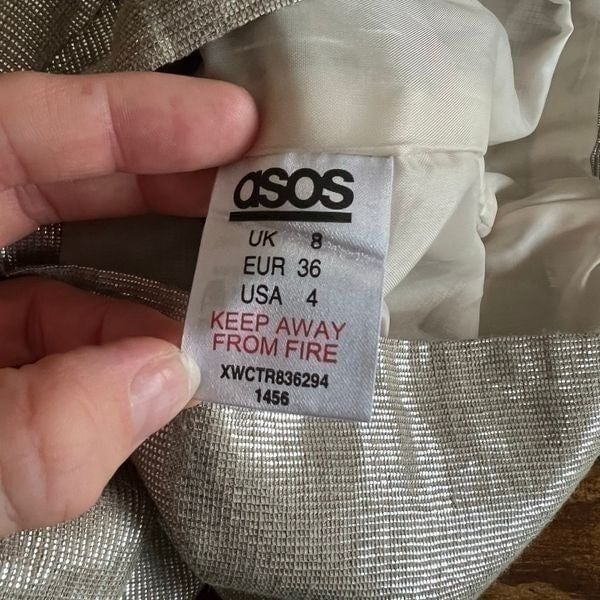 asos
UK 8
EUR 36
USA 4
KEEP AWAY
FROM FIRE
XWCTR836294
1456